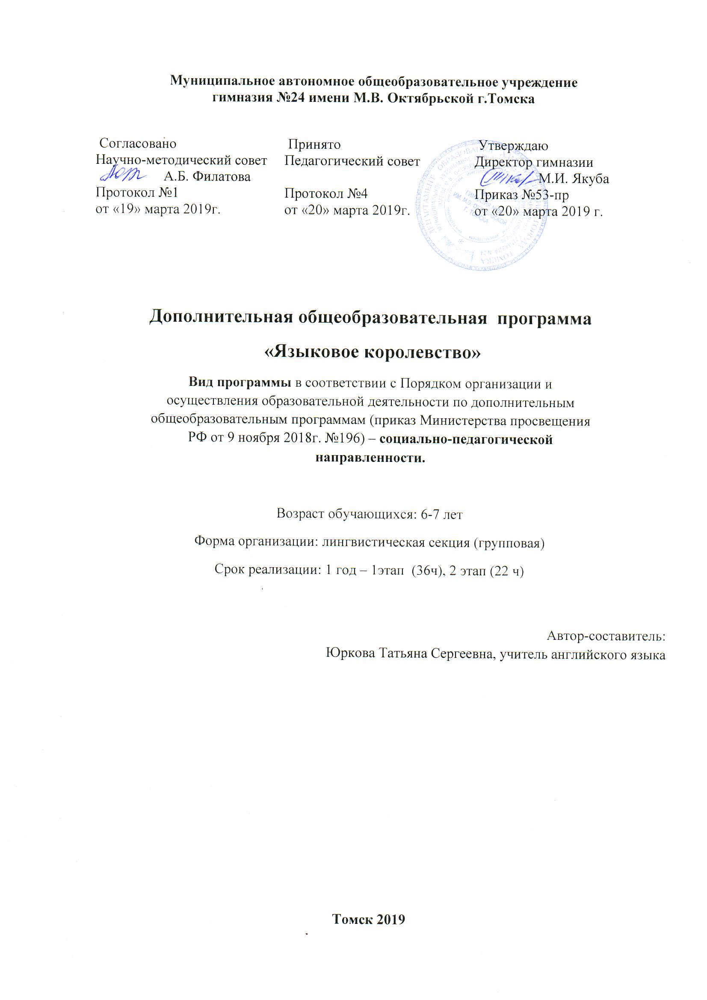 Муниципальное автономное общеобразовательное учреждение
гимназия №24 имени М.В. Октябрьской г.Томска
Согласовано
Научно-методический совет
А.Б. Филатова
Протокол №1
от «19» марта 2019г.
Принято
Педагогический совет
Протокол №4
от «20» марта 2019г.
Утверждаю
Директор гимназии
М.И. Якуба
Приказ №53-пр
от «20» марта 2019 г.
Дополнительная общеобразовательная программа
«Языковое королевство»
Вид программы в соответствии с Порядком организации и
осуществления образовательной деятельности по дополнительным
общеобразовательным программам (приказ Министерства просвещения
РФ от 9 ноября 2018г. №196) – социально-педагогической
направленности.
Возраст обучающихся: 6-7 лет
Форма организации: лингвистическая секция (групповая)
Срок реализации: 1 год – 1этап (36ч), 2 этап (22 ч)
Автор-составитель:
Юркова Татьяна Сергеевна, учитель английского языка
Томск 2019